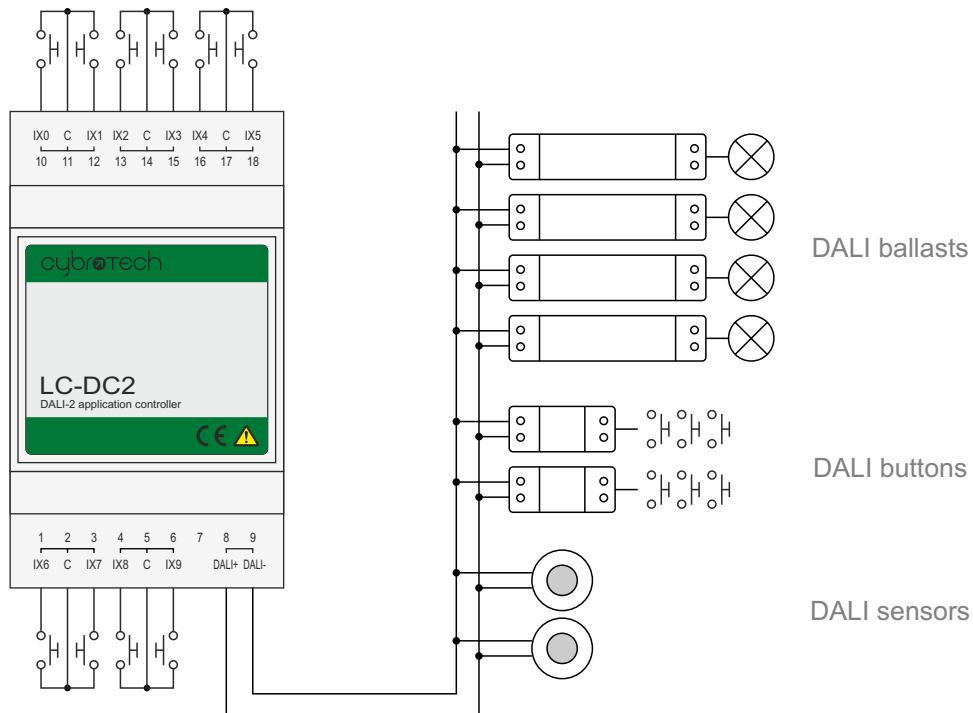 IX0 C IX1 IX2 C IX3 IX4 C IX5
10 11 12 13 14 15 16 17 18
cybrotech
LC-DC2
DALI-2 application controller
CE
1 2 3 4 5 6 7 8 9
IX6 C IX7 IX8 C IX9 DALI+ DALI-
DALI ballasts
DALI buttons
DALI sensors